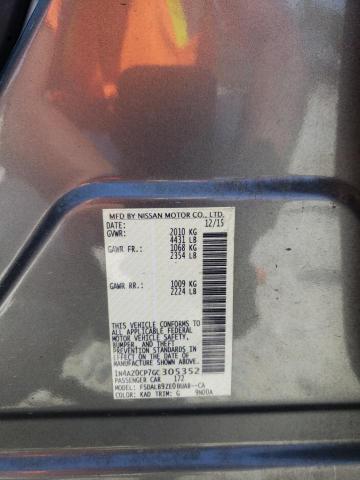 MFD BY NISSAN MOTOR CO., LTD.
DATE: 12/15
GVWR: 2010 KG
4431 LB
GAWR FR: 1068 KG
2354 LB
GAWR RR: 1009 KG
2224 LB
THIS VEHICLE CONFORMS TO ALL
APPLICABLE FEDERAL MOTOR
VEHICLE SAFETY,
BUMPER, AND THEFT
PREVENTION STANDARDS IN
EFFECT ON THE DATE OF
MANUFACTURE SHOWN ABOVE.
1N4AZ0CP7GC305352
PASSENGER CAR 172
COLOR: KAD TRIM: G